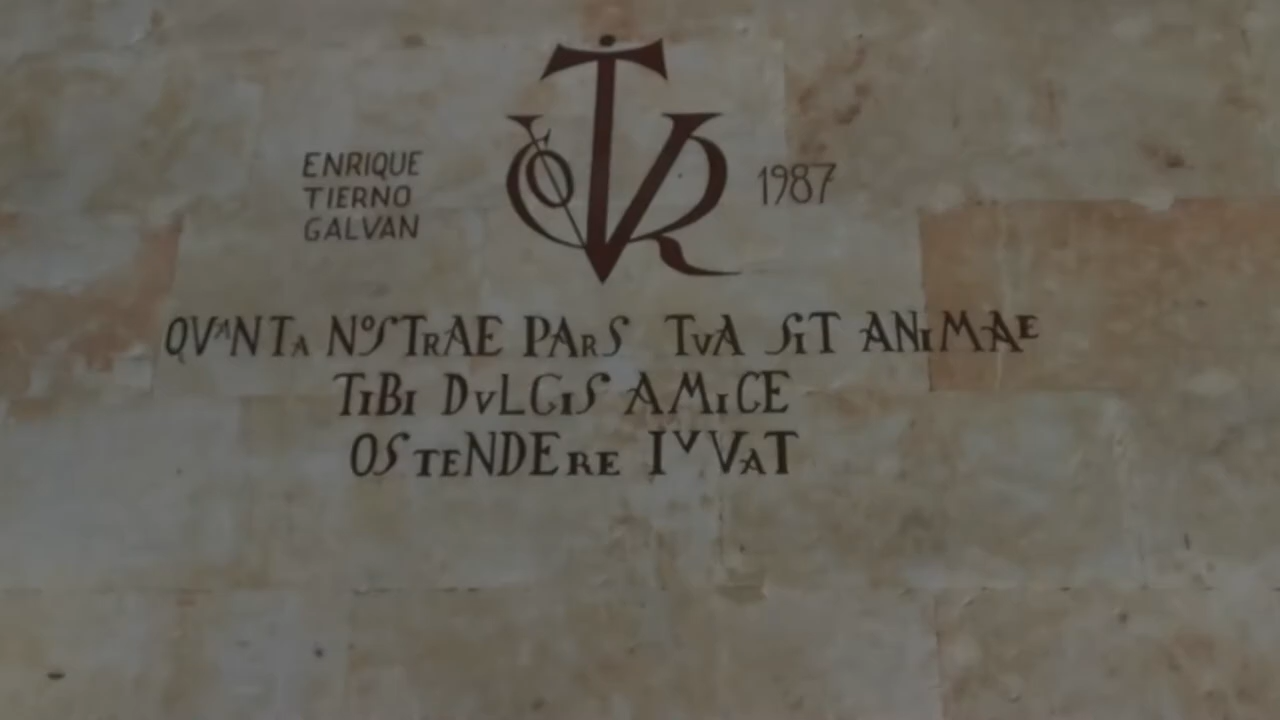 ENRIQUE
TIERNO
GALVAN
1987
QVANTA NOSTRAE PARS TVA SIT ANIMAE
TIBI DVLCIS AMICE
OSTENDERE IVVAT